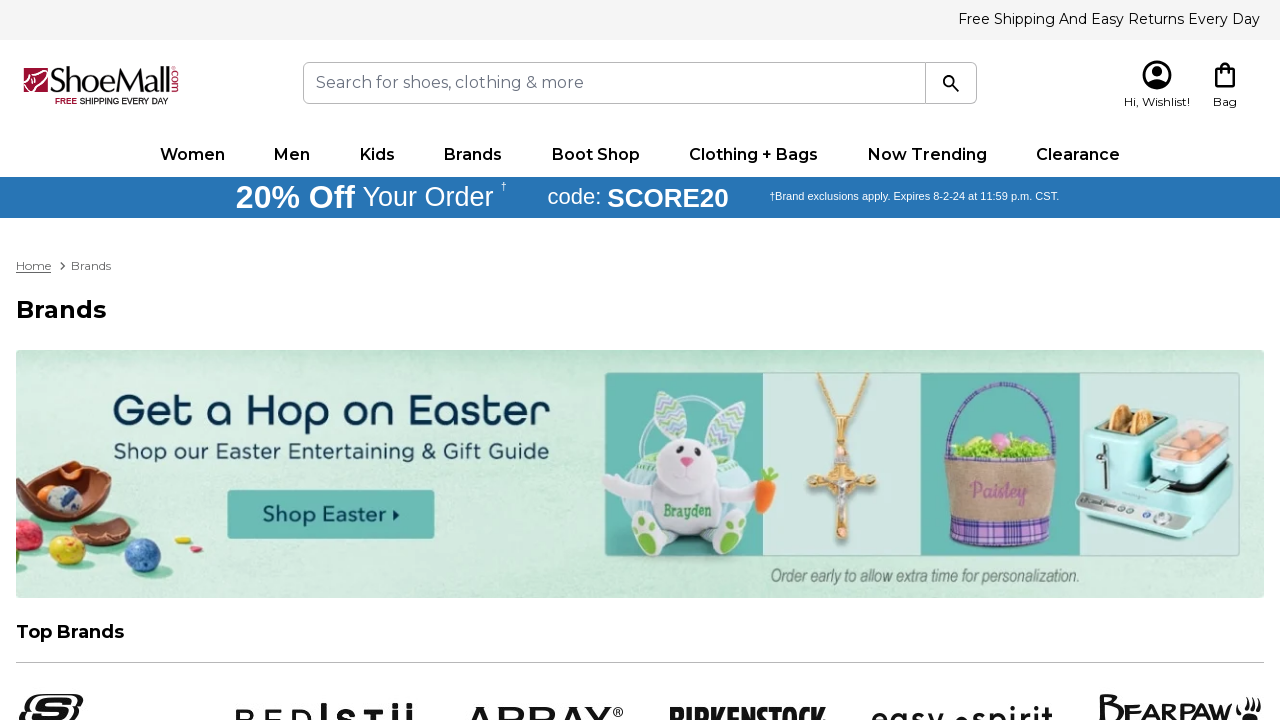 Free Shipping And Easy Returns Every Day
ShoeMall.com
FREE SHIPPING EVERY DAY
Search for shoes, clothing & more
Hi, Wishlist!
Bag
Women Men Kids Brands Boot Shop Clothing + Bags Now Trending Clearance
20% Off Your Order † code: SCORE20 †Brand exclusions apply. Expires 8-2-24 at 11:59 p.m. CST.
Home > Brands
Brands
Get a Hop on Easter
Shop our Easter Entertaining & Gift Guide
Shop Easter
Brayden
Paisley
Order early to allow extra time for personalization.
Top Brands
BEDSTÜ ARRAY® BIRKENSTOCK easy spirit BEARPAW